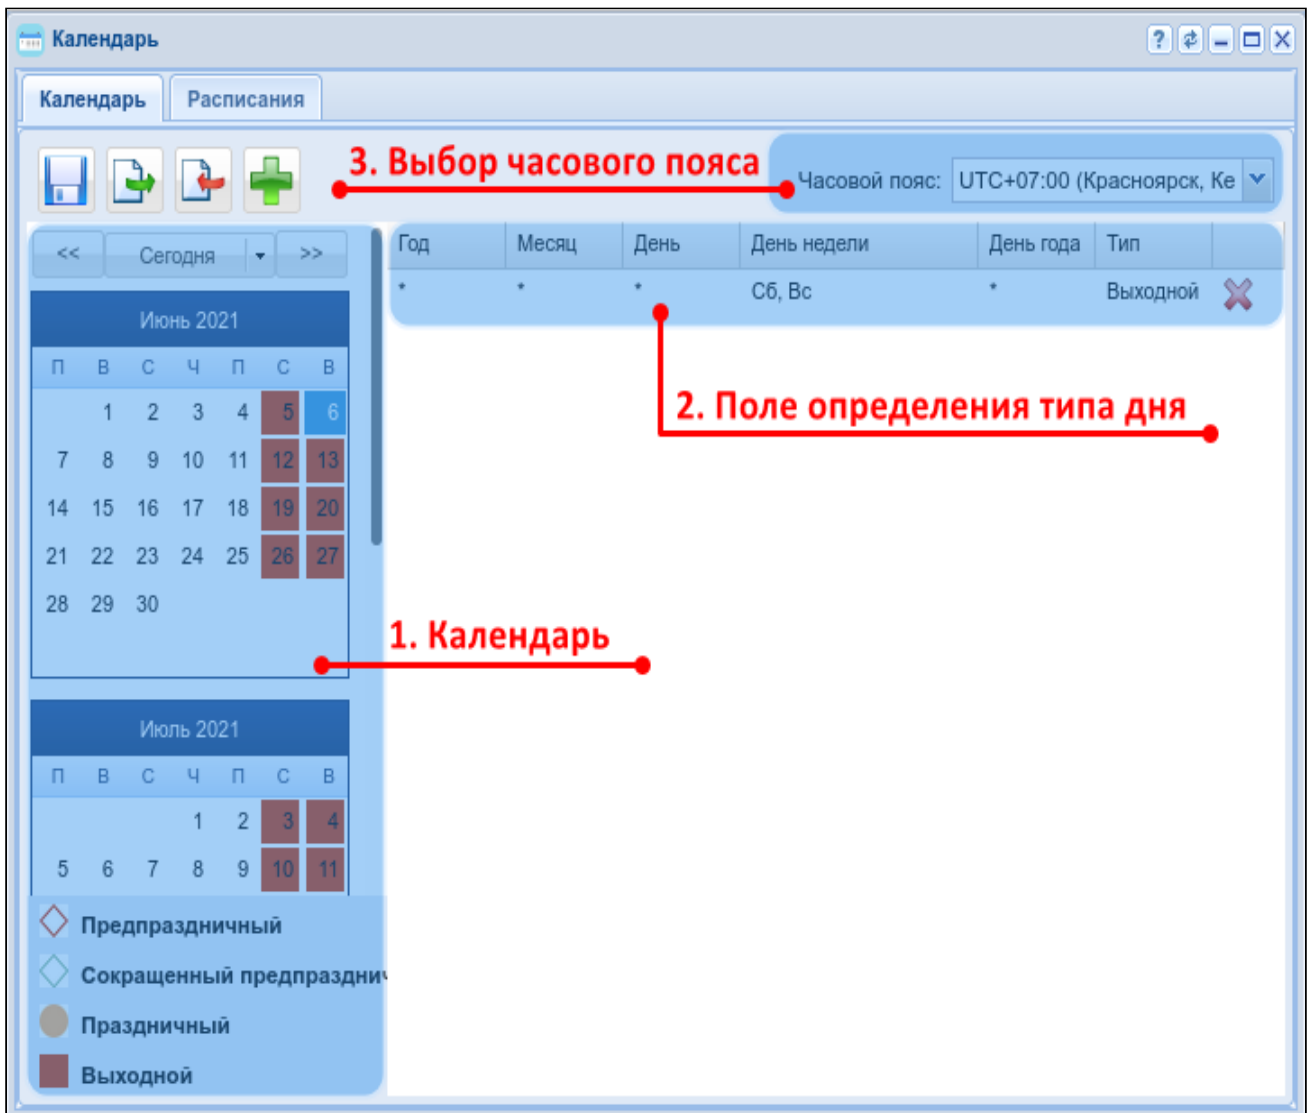 Календарь
Календарь Расписания
3. Выбор часового пояса
Часовой пояс: UTC+07:00 (Красноярск, Ке
<< Сегодня >>
Год Месяц День День недели День года Тип
* * * Сб, Вс * Выходной
Июнь 2021
П В С Ч П С В
1 2 3 4 5 6
7 8 9 10 11 12 13
14 15 16 17 18 19 20
21 22 23 24 25 26 27
28 29 30
2. Поле определения типа дня
1. Календарь
Июль 2021
П В С Ч П С В
1 2 3 4
5 6 7 8 9 10 11
Предпраздничный
Сокращенный предпразднич
Праздничный
Выходной